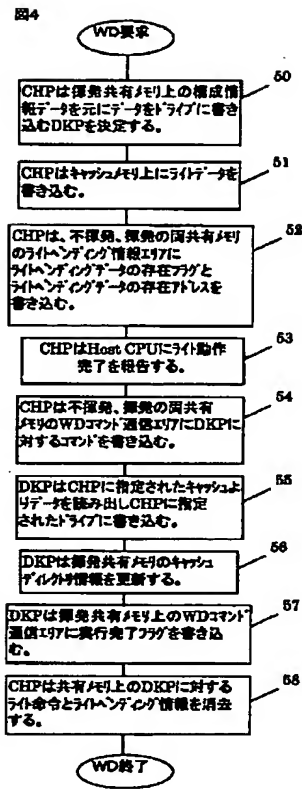 図4
WD要求
50
CHPは揮発共有メモリ上の構成情
報データを元にデータをドライブに書き
込むDKPを決定する。
51
CHPはキャッシュメモリ上にライトデータを
書き込む。
52
CHPは、不揮発、揮発の両共有メモリ
のライトペンディング情報エリアに
ライトペンディングデータの存在フラグと
ライトペンディングデータの存在アドレスを
書き込む。
53
CHPはHost CPUにライト動作
完了を報告する。
54
CHPは不揮発、揮発の両共有
メモリのWDコマンド通信エリアにDKPに
対するコマンドを書き込む。
55
DKPはCHPに指定されたキャッシュよ
りデータを読み出しCHPに指定
されたドライブに書き込む。
56
DKPは揮発共有メモリのキャッシュ
ディレクトリ情報を更新する。
57
DKPは揮発共有メモリ上のWDコマンド
通信エリアに実行完了フラグを書き込
む。
58
CHPは共有メモリ上のDKPに対する
ライト命令とライトペンディング情報を消去
する。
WD終了